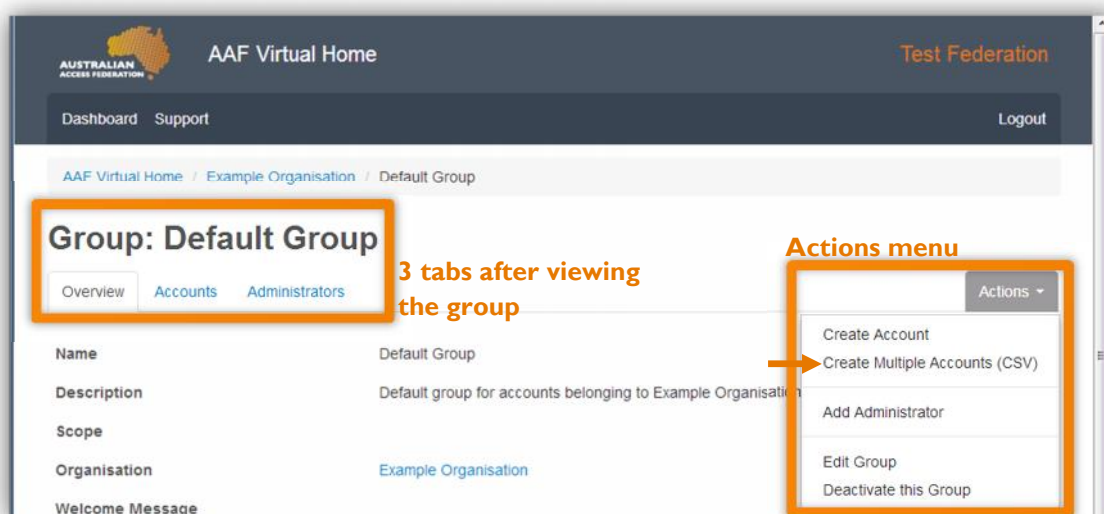 AUSTRALIAN
ACCESS FEDERATION
AAF Virtual Home
Test Federation
Dashboard Support
Logout
AAF Virtual Home / Example Organisation / Default Group
Group: Default Group
Actions menu
3 tabs after viewing
the group
Overview Accounts Administrators
Actions
Create Account
Create Multiple Accounts (CSV)
Add Administrator
Edit Group
Deactivate this Group
Name Default Group
Description Default group for accounts belonging to Example Organisation
Scope
Organisation Example Organisation
Welcome Message